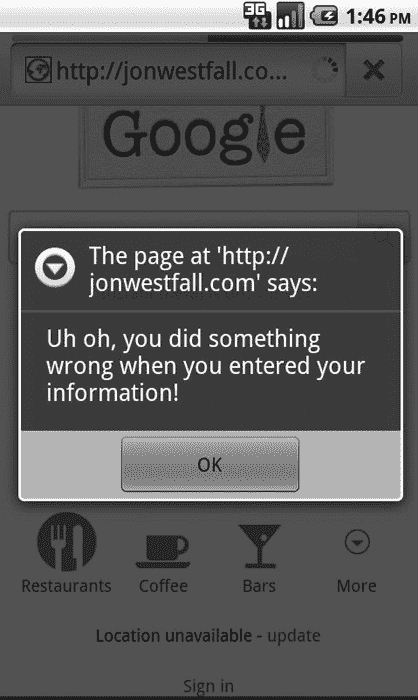 3G 1:46 PM
http://jonwestfall.co...
Google
The page at 'http://
jonwestfall.com' says:
Uh oh, you did something
wrong when you entered your
information!
OK
Restaurants Coffee Bars More
Location unavailable - update
Sign in